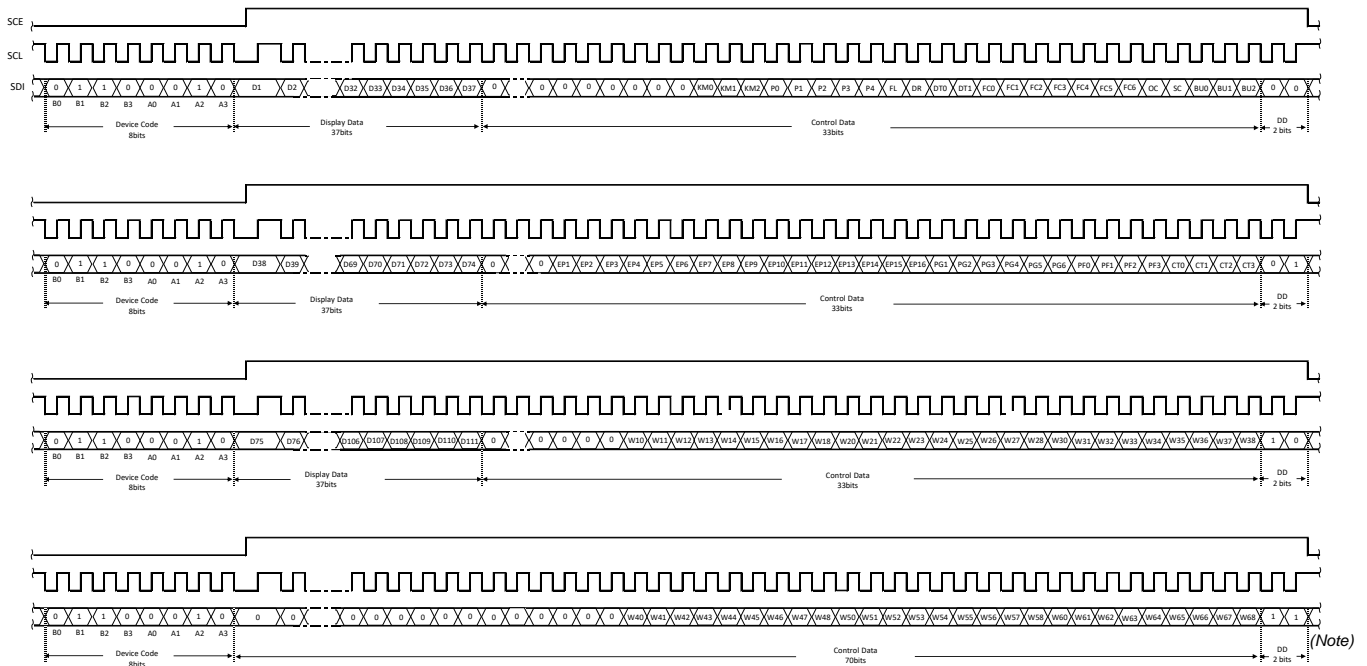 SCE
SCL
SDI 0 1 1 0 0 0 1 0 D1 D2 D32 D33 D34 D35 D36 D37 0 0 0 0 0 0 0 0 KM0 KM1 KM2 P0 P1 P2 P3 P4 FL DR DT0 DT1 FC0 FC1 FC2 FC3 FC4 FC5 FC6 OC SC BU0 BU1 BU2 0 0
B0 B1 B2 B3 A0 A1 A2 A3
Device Code Display Data Control Data DD
8bits 37bits 33bits 2 bits
0 1 1 0 0 0 1 0 D38 D39 D69 D70 D71 D72 D73 D74 0 0 EP1 EP2 EP3 EP4 EP5 EP6 EP7 EP8 EP9 EP10 EP11 EP12 EP13 EP14 EP15 EP16 PG1 PG2 PG3 PG4 PG5 PG6 PF0 PF1 PF2 PF3 CT0 CT1 CT2 CT3 0 1
B0 B1 B2 B3 A0 A1 A2 A3
Device Code Display Data Control Data DD
8bits 37bits 33bits 2 bits
0 1 1 0 0 0 1 0 D75 D76 D106 D107 D108 D109 D110 D111 0 0 0 0 0 W10 W11 W12 W13 W14 W15 W16 W17 W18 W20 W21 W22 W23 W24 W25 W26 W27 W28 W30 W31 W32 W33 W34 W35 W36 W37 W38 1 0
B0 B1 B2 B3 A0 A1 A2 A3
Device Code Display Data Control Data DD
8bits 37bits 33bits 2 bits
0 1 1 0 0 0 1 0 0 0 0 0 0 0 0 0 0 0 0 0 0 0 W40 W41 W42 W43 W44 W45 W46 W47 W48 W50 W51 W52 W53 W54 W55 W56 W57 W58 W60 W61 W62 W63 W64 W65 W66 W67 W68 1 1
B0 B1 B2 B3 A0 A1 A2 A3 (Note)
Device Code Control Data DD
8bits 70bits 2 bits